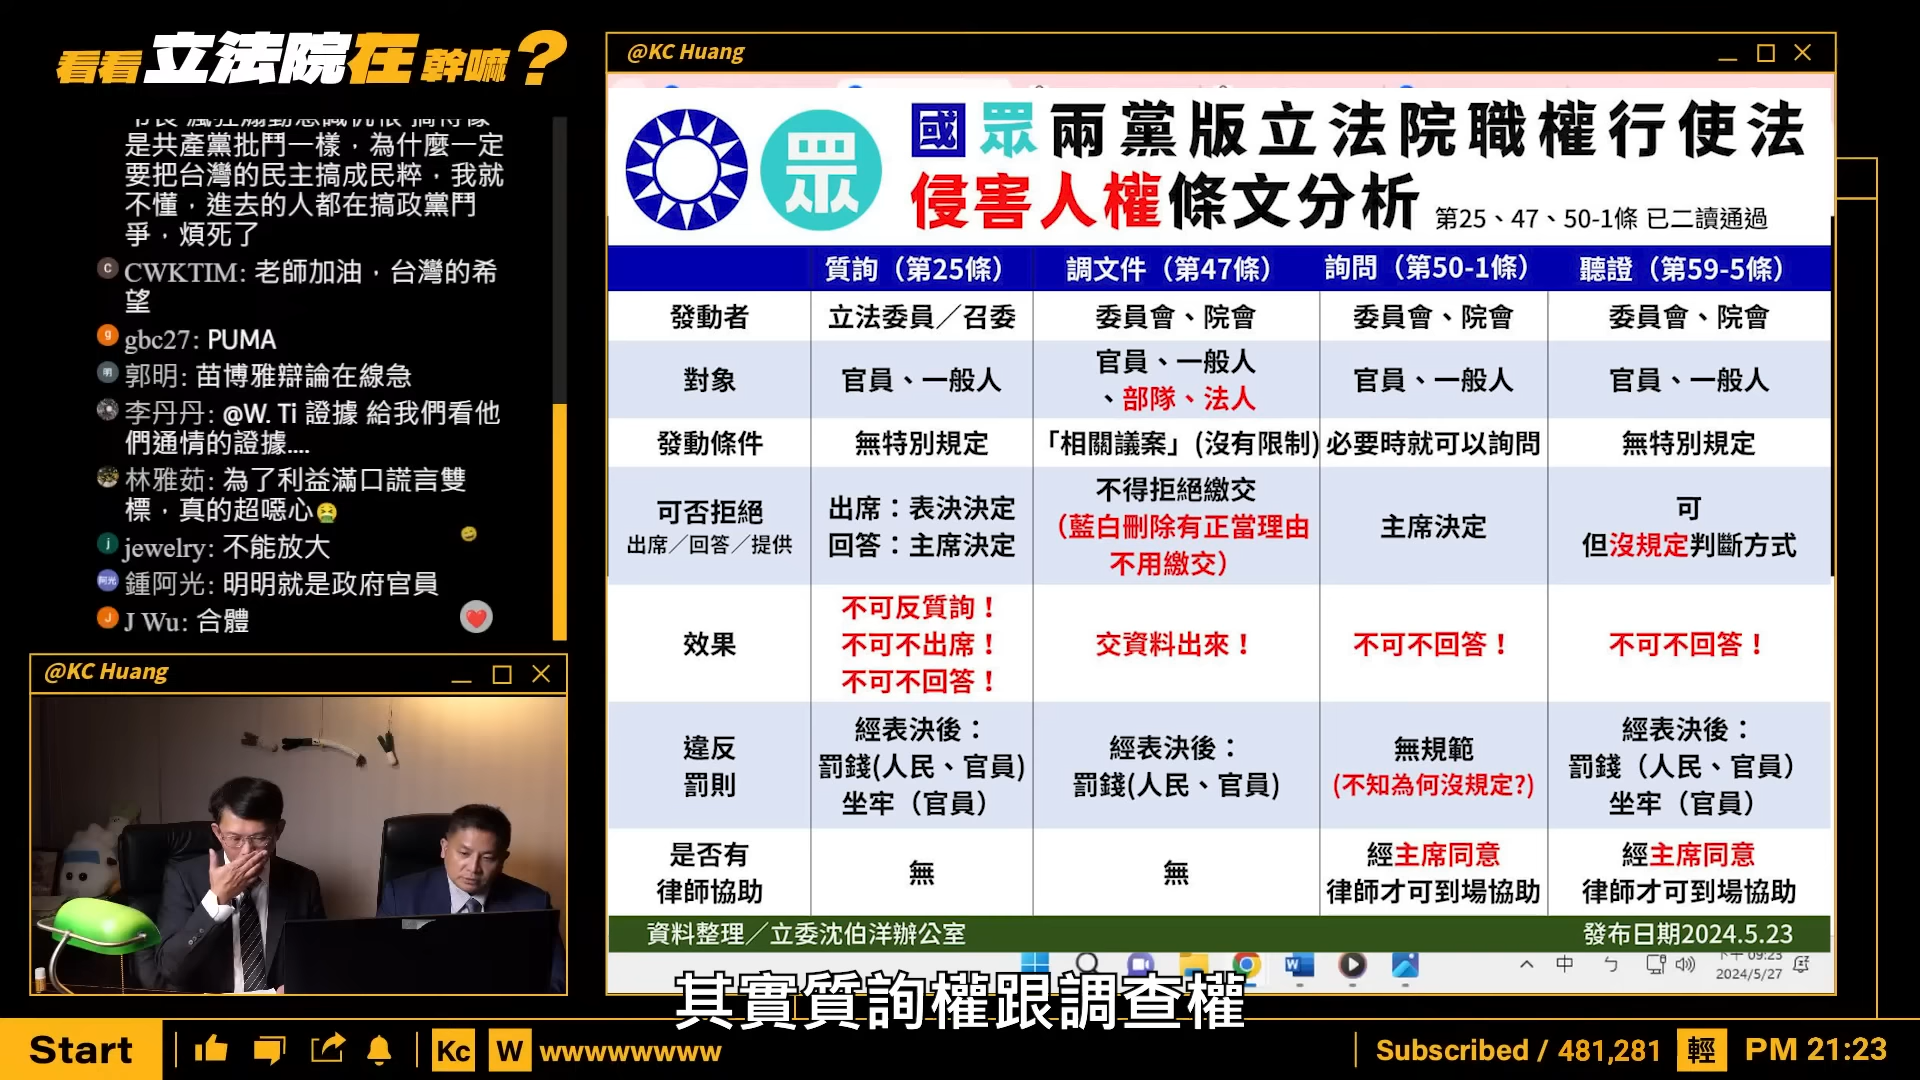 看看立法院在幹嘛?
是共產黨批鬥一樣，為什麼一定
要把台灣的民主搞成民粹，我就
不懂，進去的人都在搞政黨鬥
爭，煩死了
CWKTIM: 老師加油，台灣的希
望
gbc27: PUMA
郭明: 苗博雅辯論在線急
李丹丹: @W. Ti 證據 給我們看他
們通情的證據....
林雅茹: 為了利益滿口謊言雙
標，真的超噁心🤮
jewelry: 不能放大
鍾阿光: 明明就是政府官員
J Wu: 合體
@KC Huang
@KC Huang
眾
國眾兩黨版立法院職權行使法
侵害人權條文分析 第25、47、50-1條 已二讀通過
質詢（第25條） 調文件（第47條） 詢問（第50-1條） 聽證（第59-5條）
發動者 立法委員／召委 委員會、院會 委員會、院會 委員會、院會
對象 官員、一般人 官員、一般人
、部隊、法人 官員、一般人 官員、一般人
發動條件 無特別規定 「相關議案」(沒有限制) 必要時就可以詢問 無特別規定
可否拒絕
出席／回答／提供
出席：表決決定
回答：主席決定
不得拒絕繳交
（藍白刪除有正當理由
不用繳交）
主席決定
可
但沒規定判斷方式
效果
不可反質詢！
不可不出席！
不可不回答！
交資料出來！
不可不回答！
不可不回答！
違反
罰則
經表決後：
罰錢(人民、官員)
坐牢（官員）
經表決後：
罰錢(人民、官員)
無規範
(不知為何沒規定?)
經表決後：
罰錢（人民、官員）
坐牢（官員）
是否有
律師協助
無
無
經主席同意
律師才可到場協助
經主席同意
律師才可到場協助
資料整理／立委沈伯洋辦公室 發布日期2024.5.23
中
2024/5/27
其實質詢權跟調查權
Start Kc W wwwwwwwww Subscribed / 481,281 輕 PM 21:23